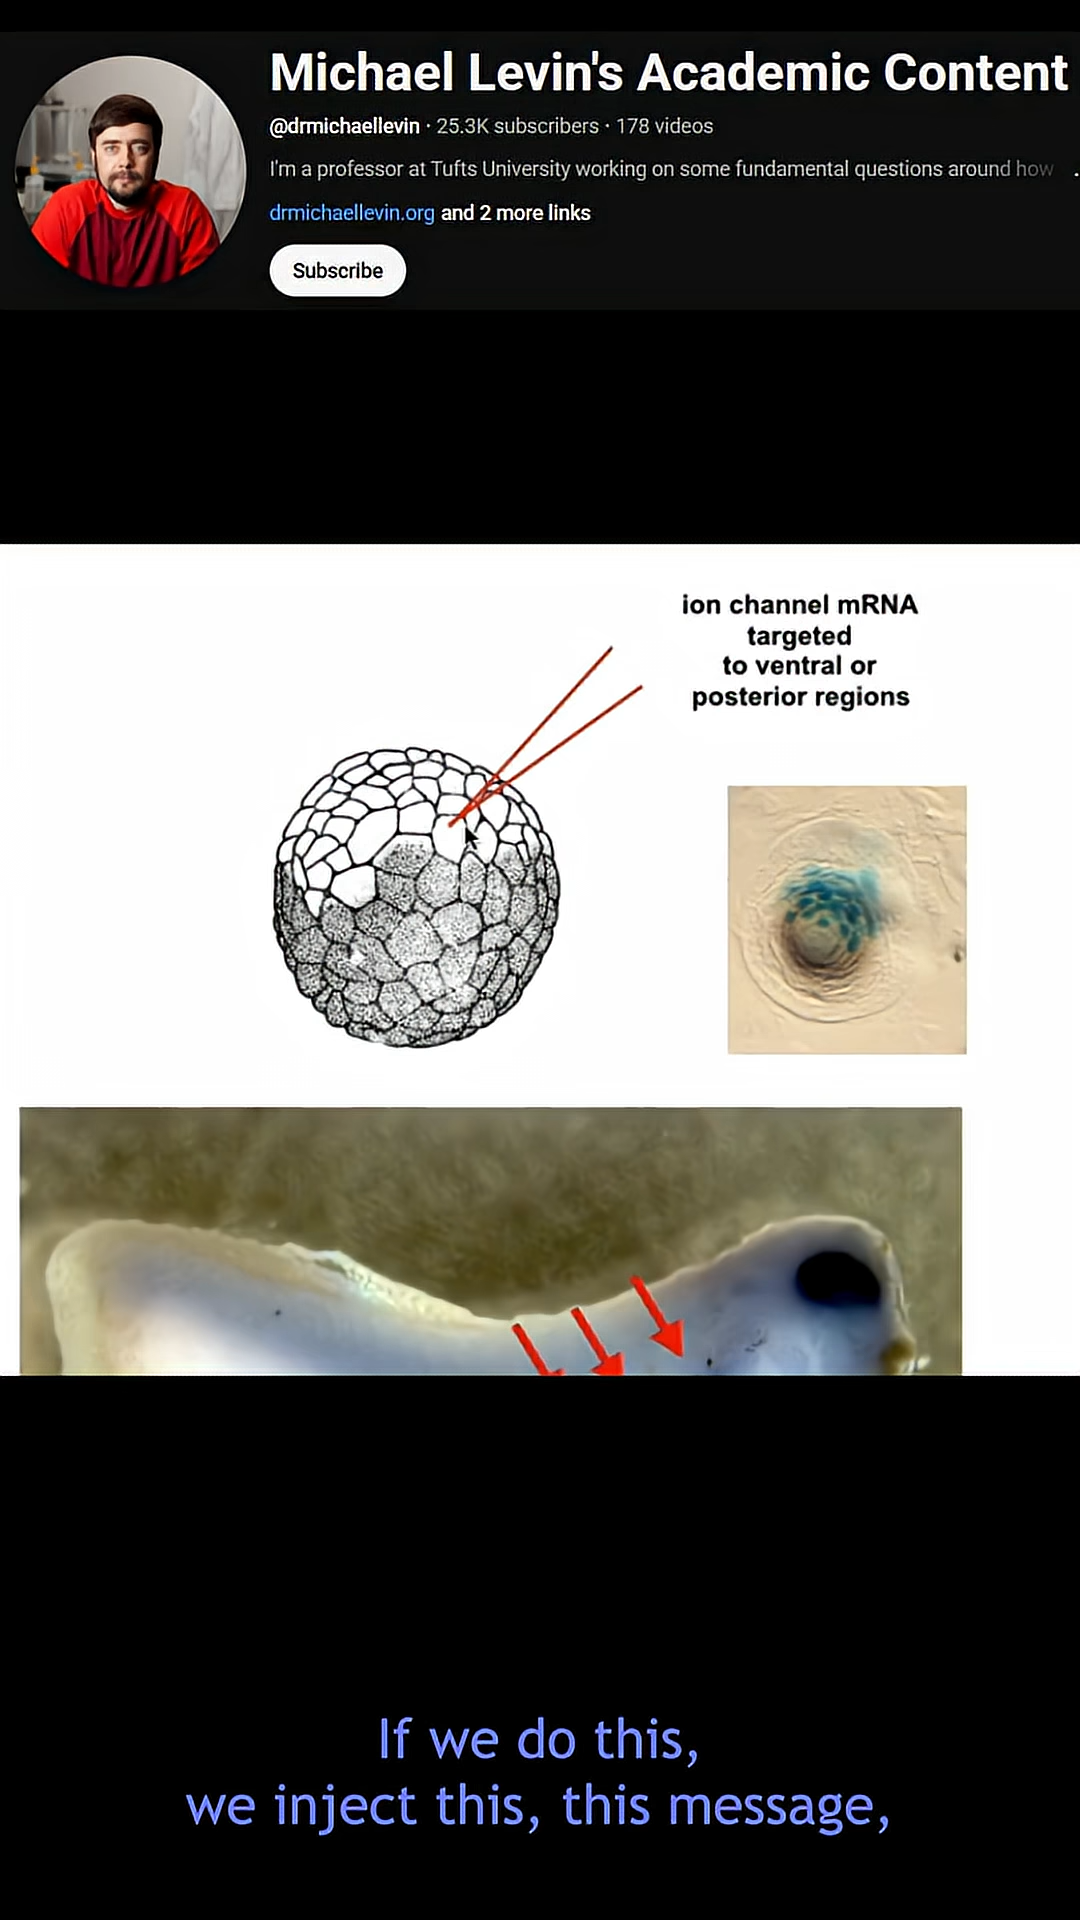 Michael Levin's Academic Content
@drmichaellevin · 25.3K subscribers · 178 videos
I'm a professor at Tufts University working on some fundamental questions around how .
drmichaellevin.org and 2 more links
Subscribe
ion channel mRNA
targeted
to ventral or
posterior regions
If we do this,
we inject this, this message,